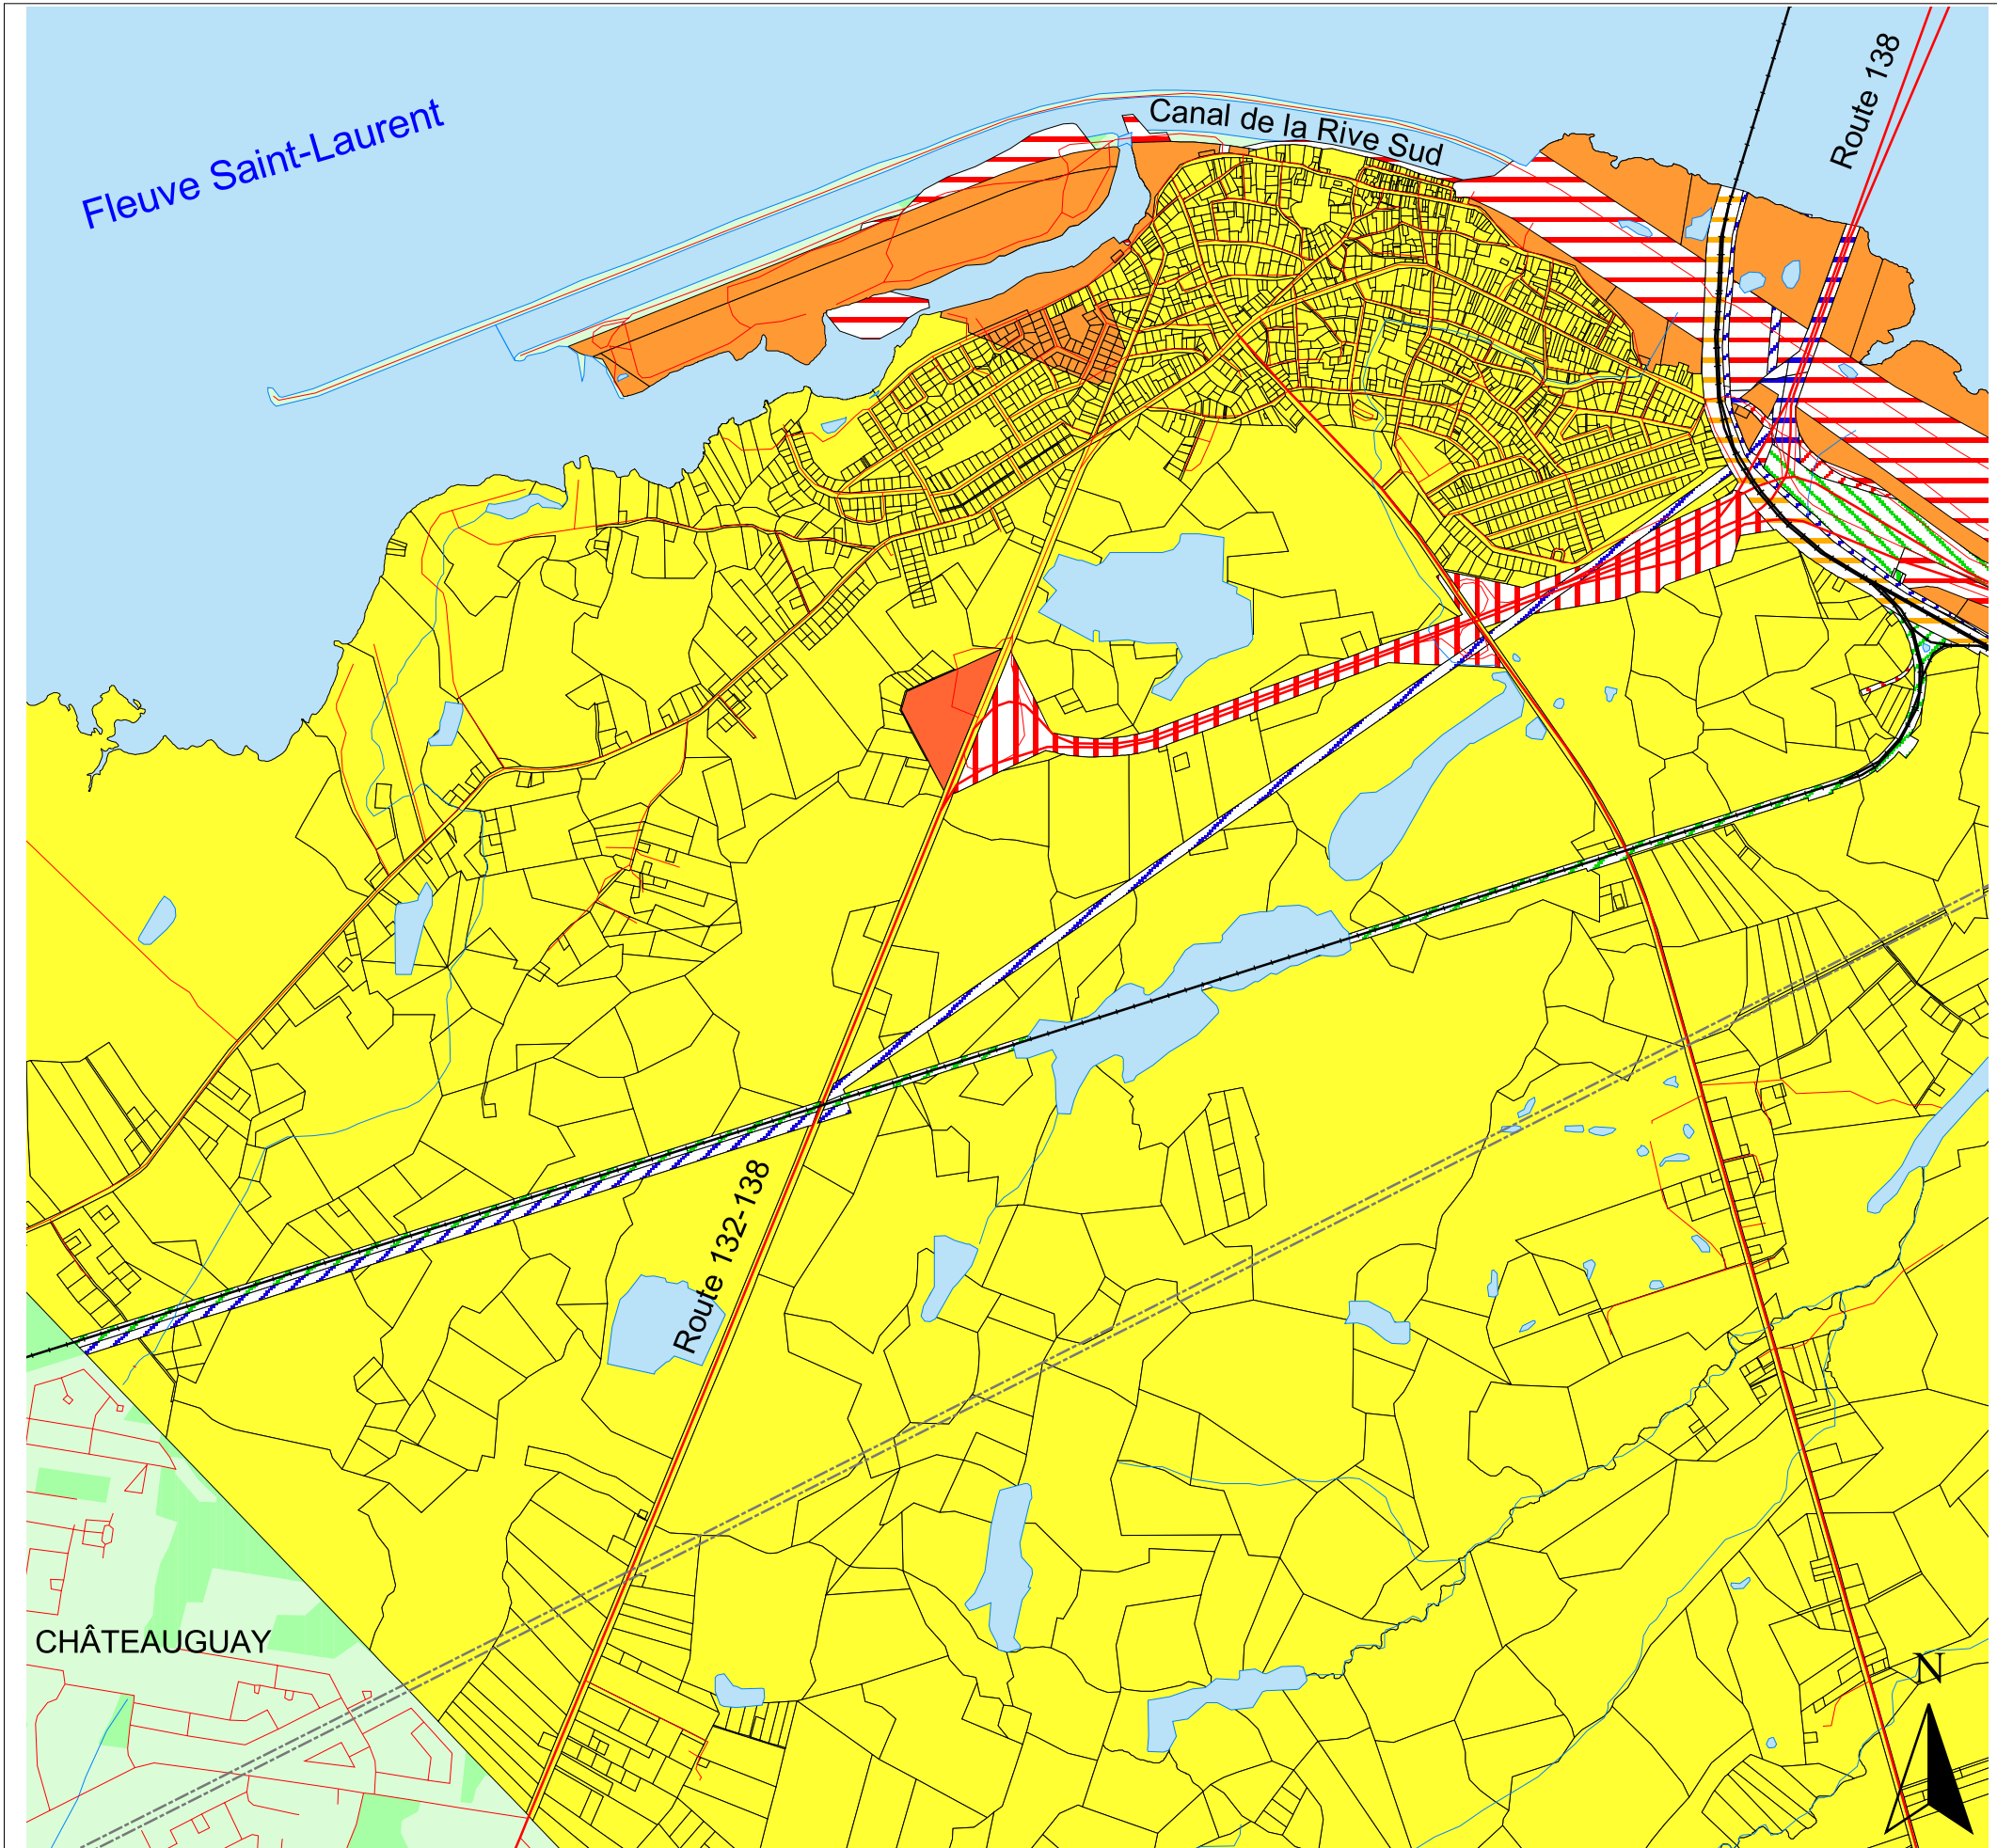 Fleuve Saint-Laurent
Canal de la Rive Sud
Route 138
Route 132-138
CHÂTEAUGUAY
N